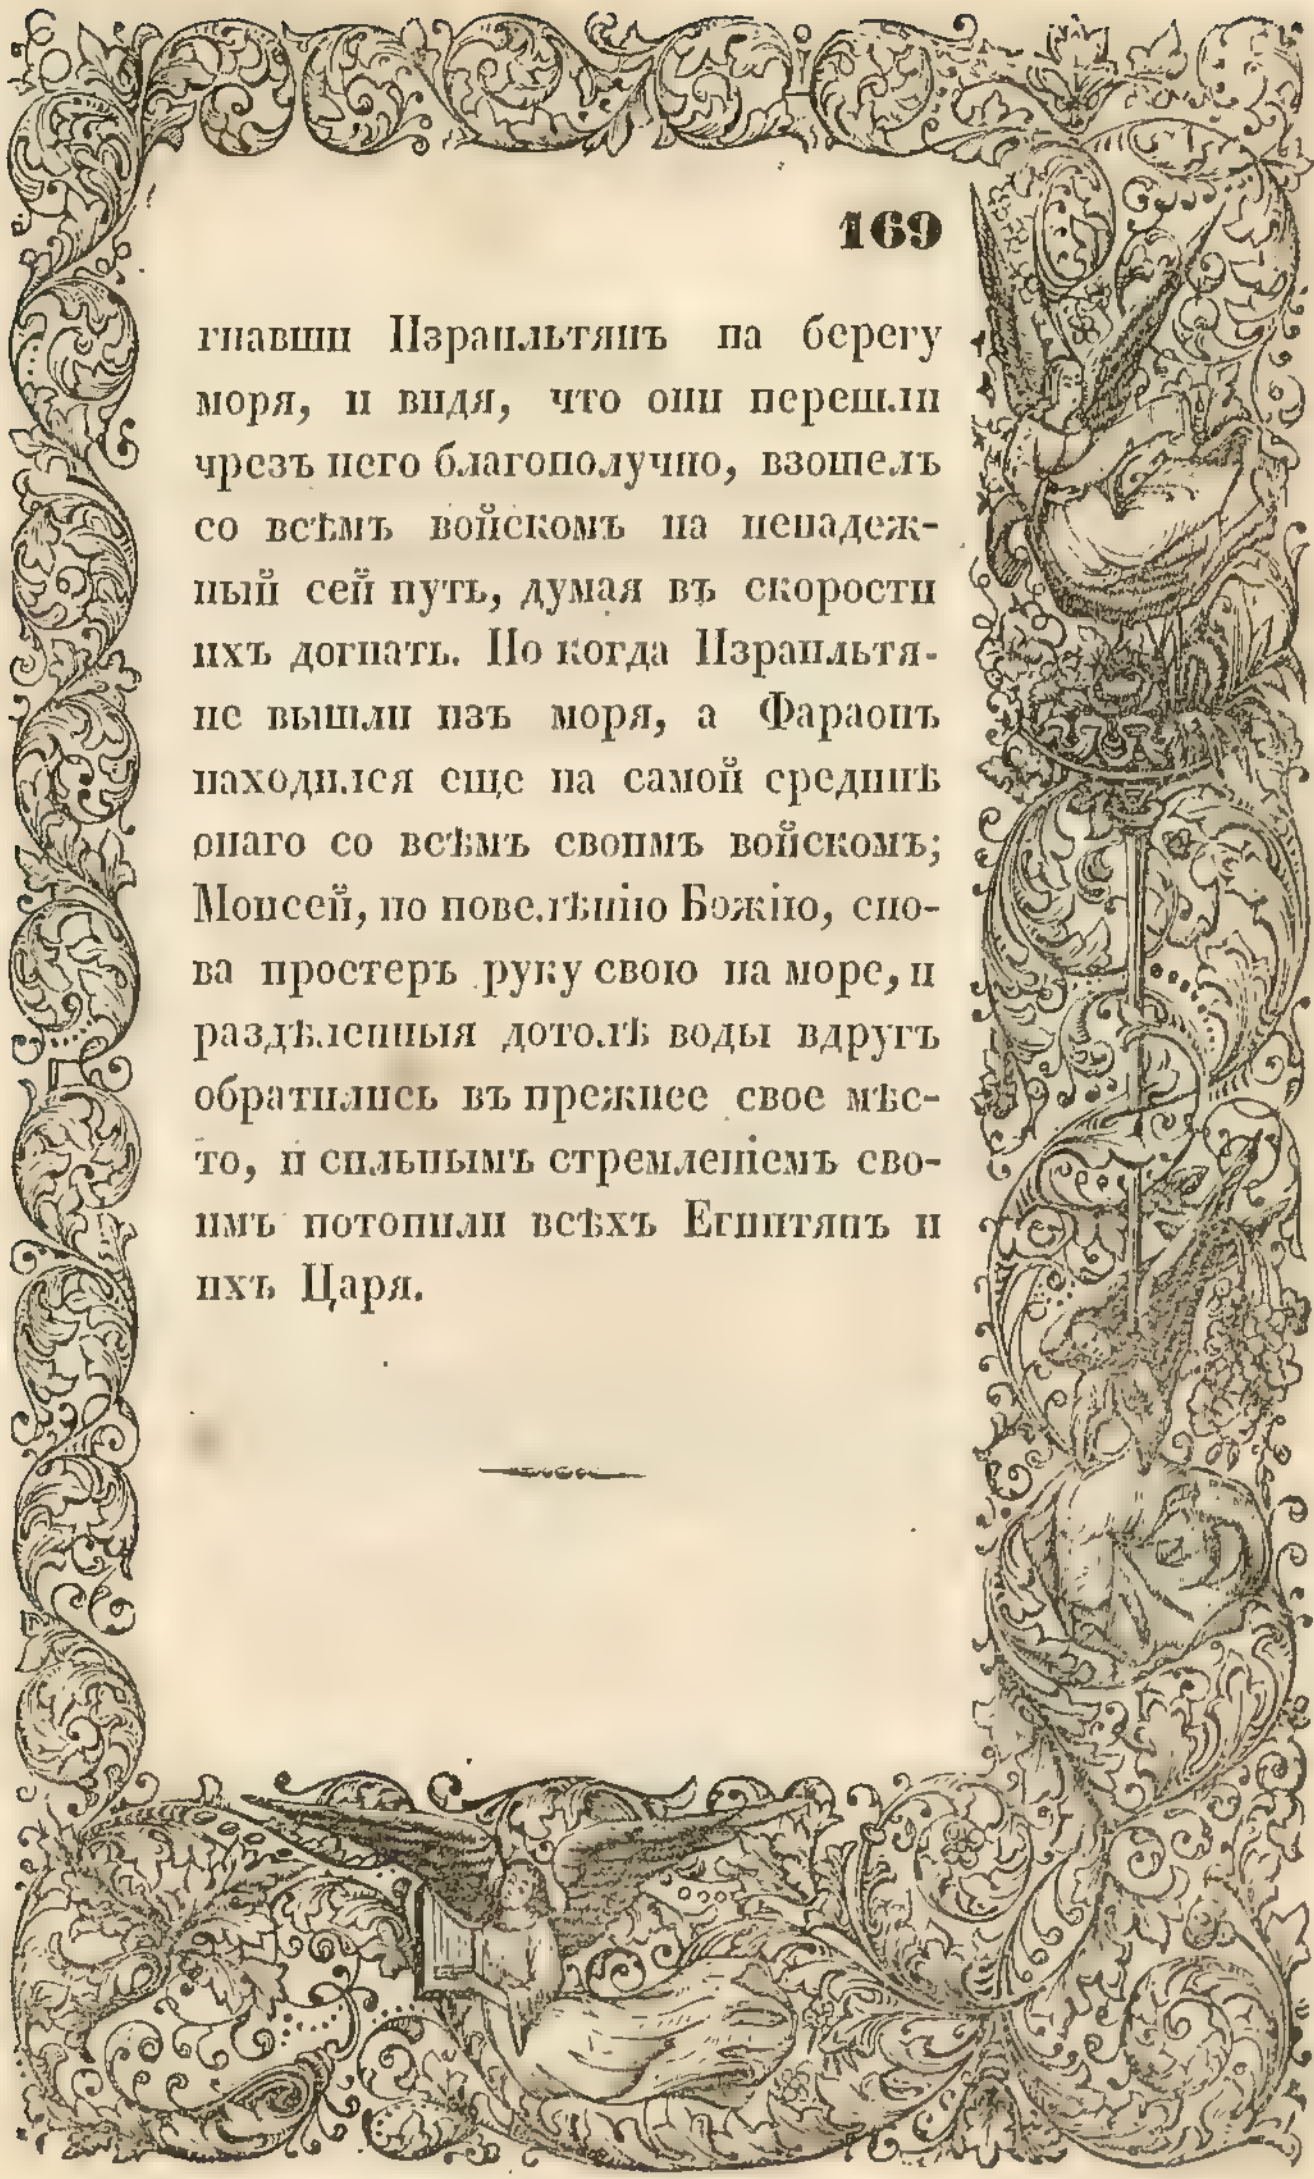 169
гнавши Израильтянъ на берегу
моря, и видя, что они перешли
чрезъ него благополучно, взошелъ
со всѣмъ войскомъ на ненадеж-
ный сей путь, думая въ скорости
ихъ догнать. Но когда Израильтя-
не вышли изъ моря, а Фараонъ
находился еще на самой срединѣ
онаго со всѣмъ своимъ войскомъ;
Моисей, по повелѣнію Божію, сно-
ва простеръ руку свою на море, и
раздѣленныя дотолѣ воды вдругъ
обратились въ прежнее свое мѣс-
то, и сильнымъ стремленіемъ сво-
имъ потопили всѣхъ Египтянъ и
ихъ Царя.